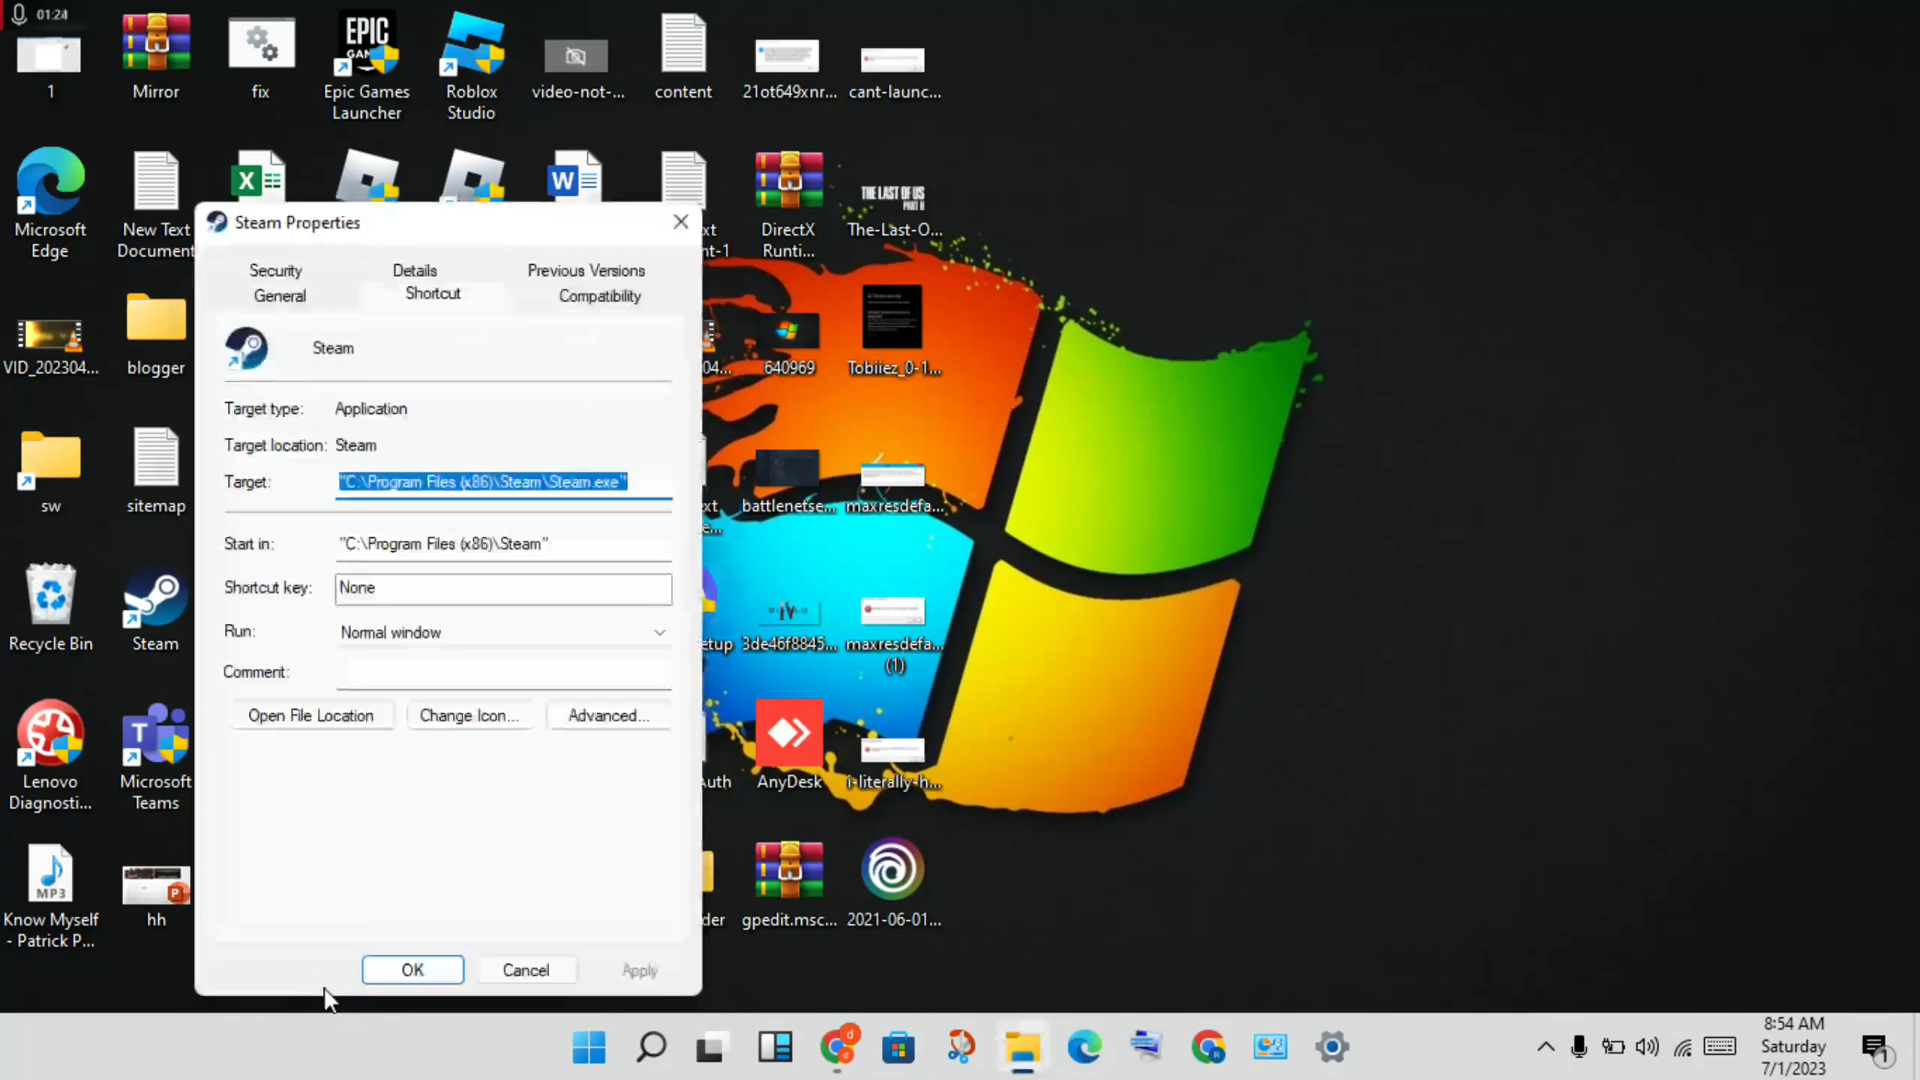 01:24
1
Mirror
fix
EPIC
GAMES
Epic Games
Launcher
Roblox
Studio
video-not-...
content
21ot649xnr...
cant-launc...
Microsoft
Edge
New Text
Document
X
W
DirectX
Runti...
THE LAST OF US
PART II
The-Last-O...
Steam Properties
Security
Details
Previous Versions
General
Shortcut
Compatibility
Steam
Target type:
Application
Target location:
Steam
Target:
"C:\Program Files (x86)\Steam\Steam.exe"
Start in:
"C:\Program Files (x86)\Steam"
Shortcut key:
None
Run:
Normal window
Comment:
Open File Location
Change Icon...
Advanced...
OK
Cancel
Apply
VID_202304...
blogger
640969
Tobiiez_0-1...
sw
sitemap
battlenetse...
maxresdefa...
Recycle Bin
Steam
etup
3de46f8845...
maxresdefa...
(1)
Lenovo
Diagnosti...
T
Microsoft
Teams
Auth
AnyDesk
i-literally-h...
MP3
Know Myself
- Patrick P...
P
hh
der
gpedit.msc...
2021-06-01...
8:54 AM
Saturday
7/1/2023
1